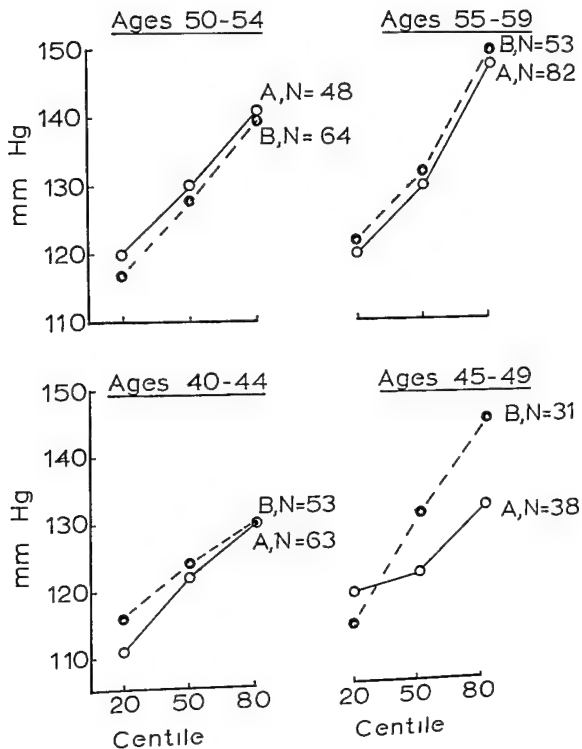 Ages 50-54
150
140
130
120
110
mm Hg
A,N=48
B,N=64
Ages 55-59
B,N=53
A,N=82
Ages 40-44
150
140
130
120
110
mm Hg
B,N=53
A,N=63
20 50 80
Centile
Ages 45-49
B,N=31
A,N=38
20 50 80
Centile